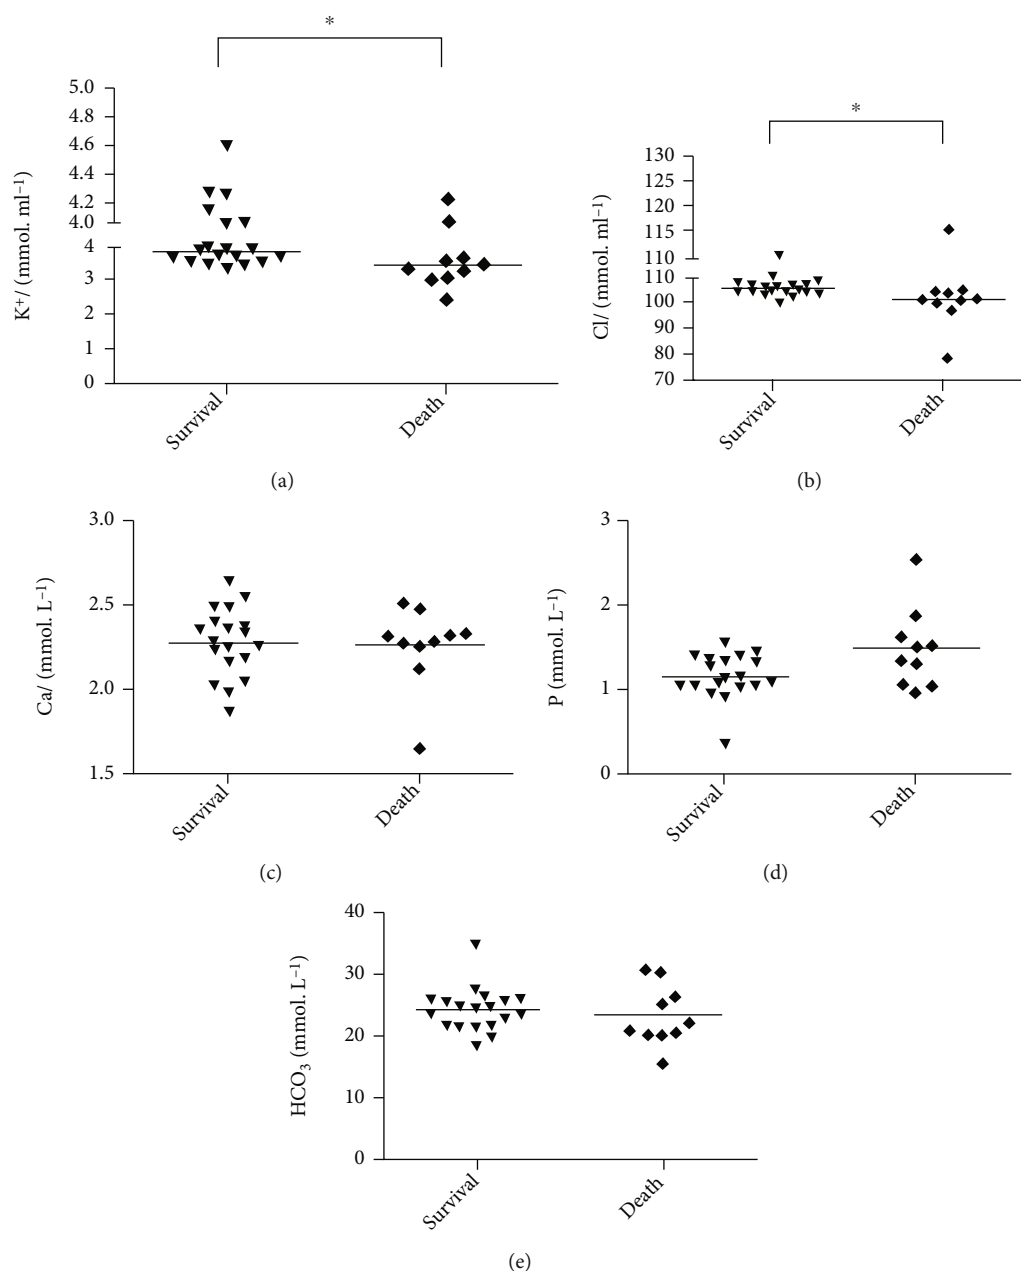 *
5.0
4.8
4.6
4.4
4.2
4.0
4
3
2
1
0
K+/ (mmol. ml−1)
Survival
Death
(a)
*
130
125
120
115
110
110
100
90
80
70
Cl/ (mmol. ml−1)
Survival
Death
(b)
3.0
2.5
2.0
1.5
Ca/ (mmol. L−1)
Survival
Death
(c)
3
2
1
0
P (mmol. L−1)
Survival
Death
(d)
40
30
20
10
0
HCO3 (mmol. L−1)
Survival
Death
(e)